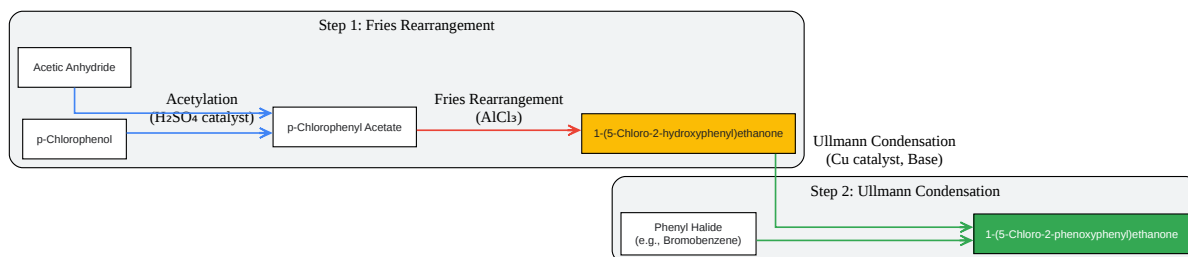 Step 1: Fries Rearrangement
Acetic Anhydride
Acetylation
(H₂SO₄ catalyst)
p-Chlorophenol
p-Chlorophenyl Acetate
Fries Rearrangement
(AlCl₃)
1-(5-Chloro-2-hydroxyphenyl)ethanone
Ullmann Condensation
(Cu catalyst, Base)
Step 2: Ullmann Condensation
Phenyl Halide
(e.g., Bromobenzene)
1-(5-Chloro-2-phenoxyphenyl)ethanone